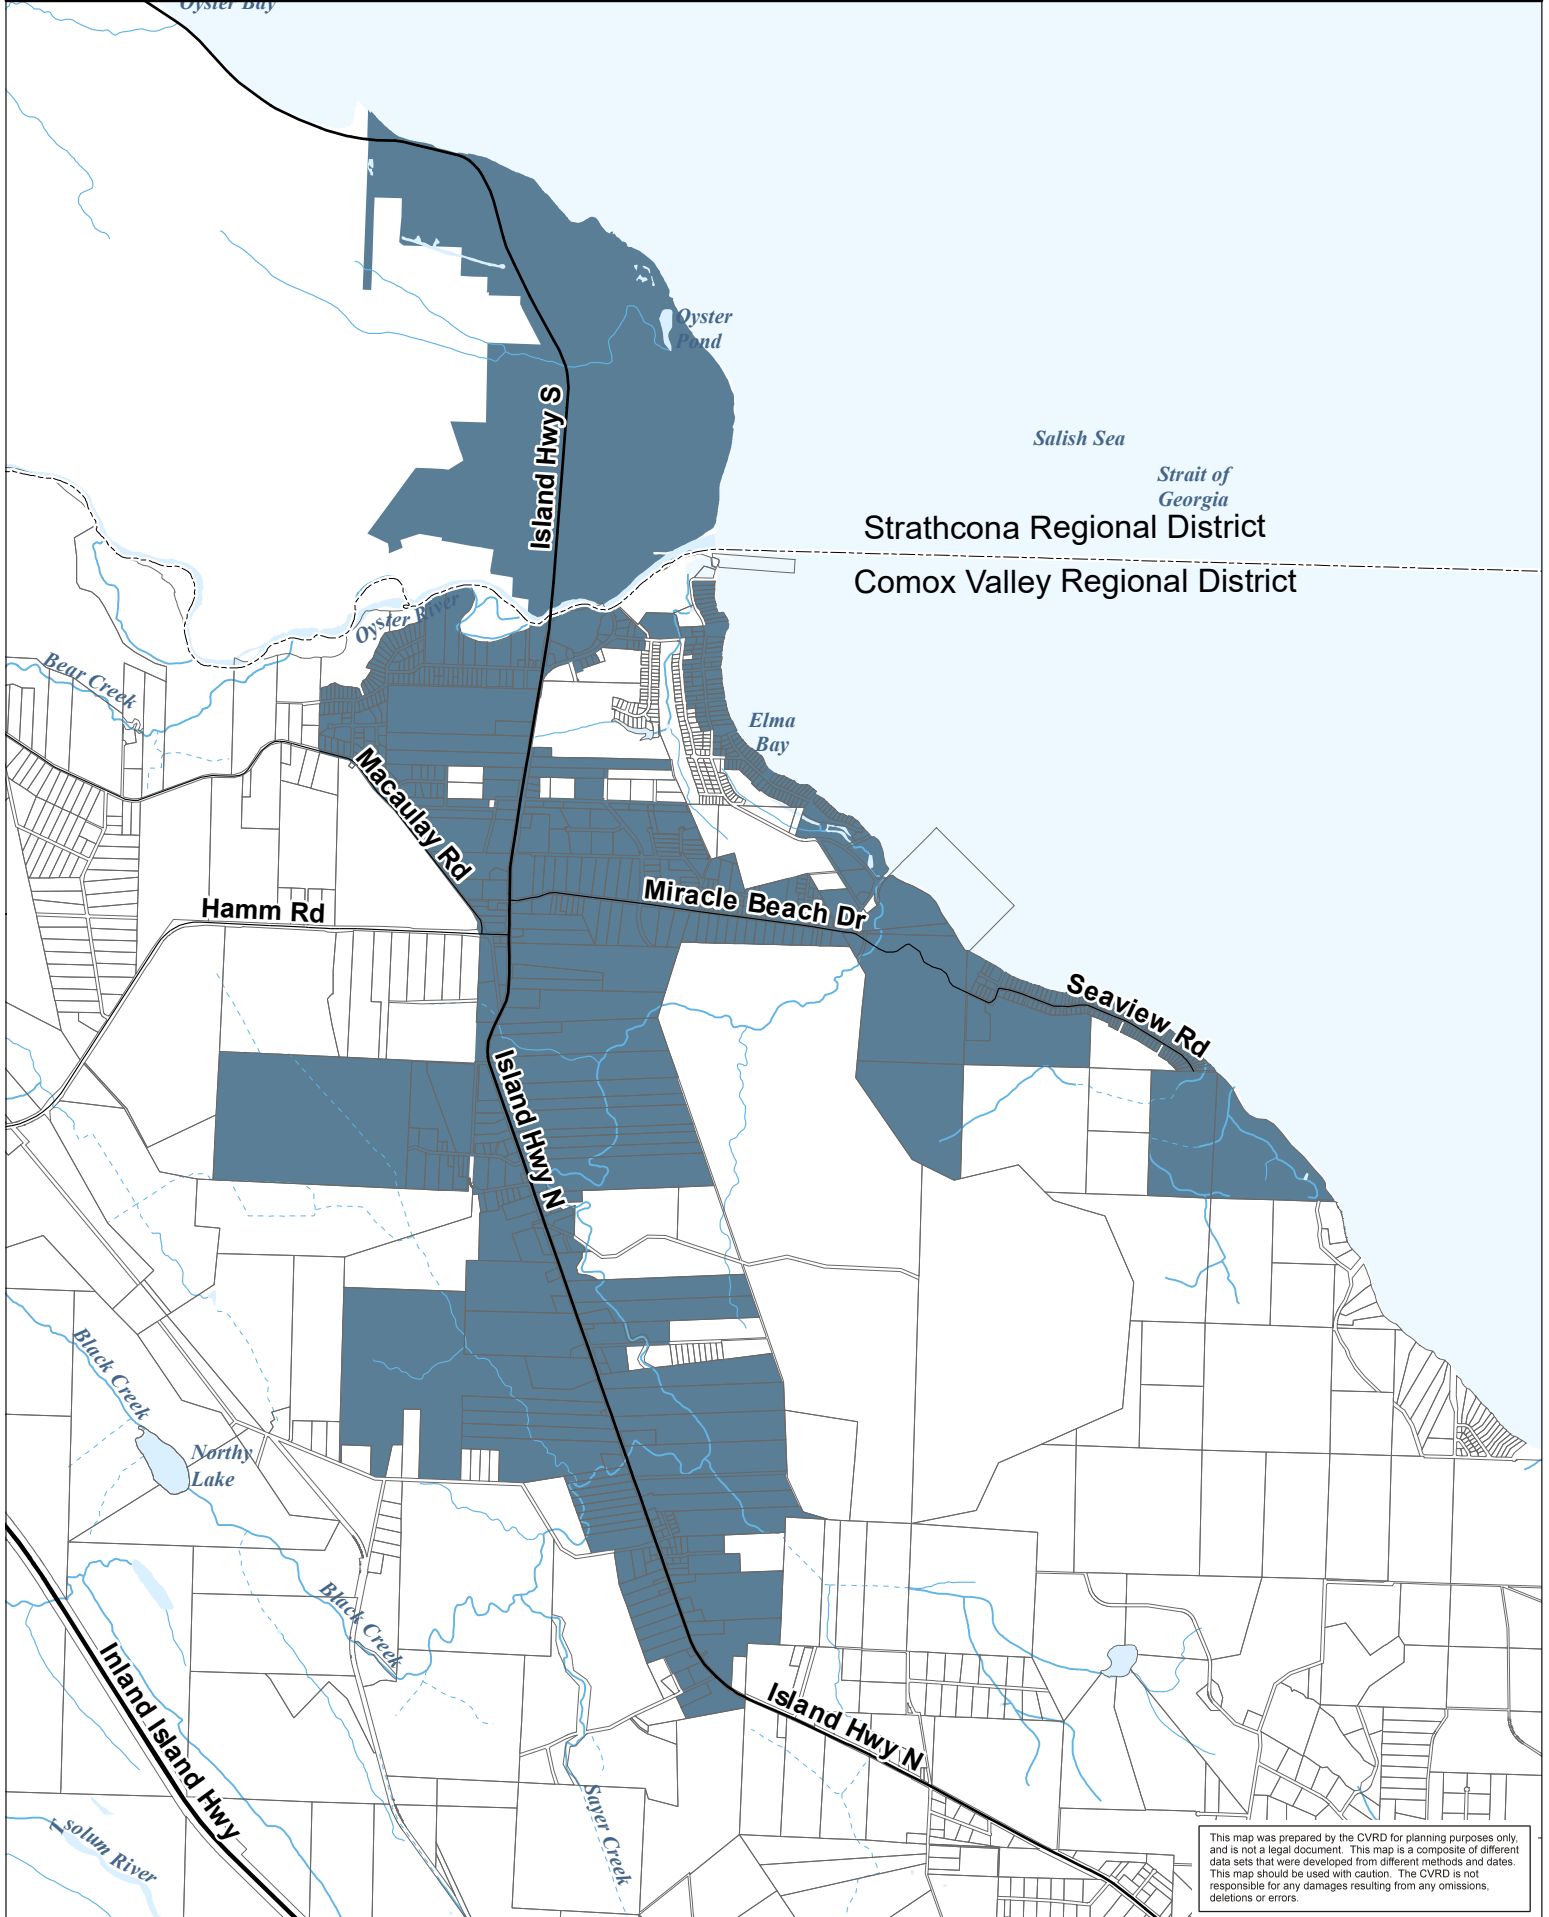 Oyster Bay
Oyster
Pond
Island Hwy S
Salish Sea
Strait of
Georgia
Strathcona Regional District
Comox Valley Regional District
Oyster River
Bear Creek
Elma
Bay
Macaulay Rd
Hamm Rd
Miracle Beach Dr
Seaview Rd
Island Hwy N
Black Creek
Northy
Lake
Black Creek
Inland Island Hwy
Island Hwy N
Sayer Creek
Tsolum River
This map was prepared by the CVRD for planning purposes only,
and is not a legal document. This map is a composite of different
data sets that were developed from different methods and dates.
This map should be used with caution. The CVRD is not
responsible for any damages resulting from any omissions,
deletions or errors.